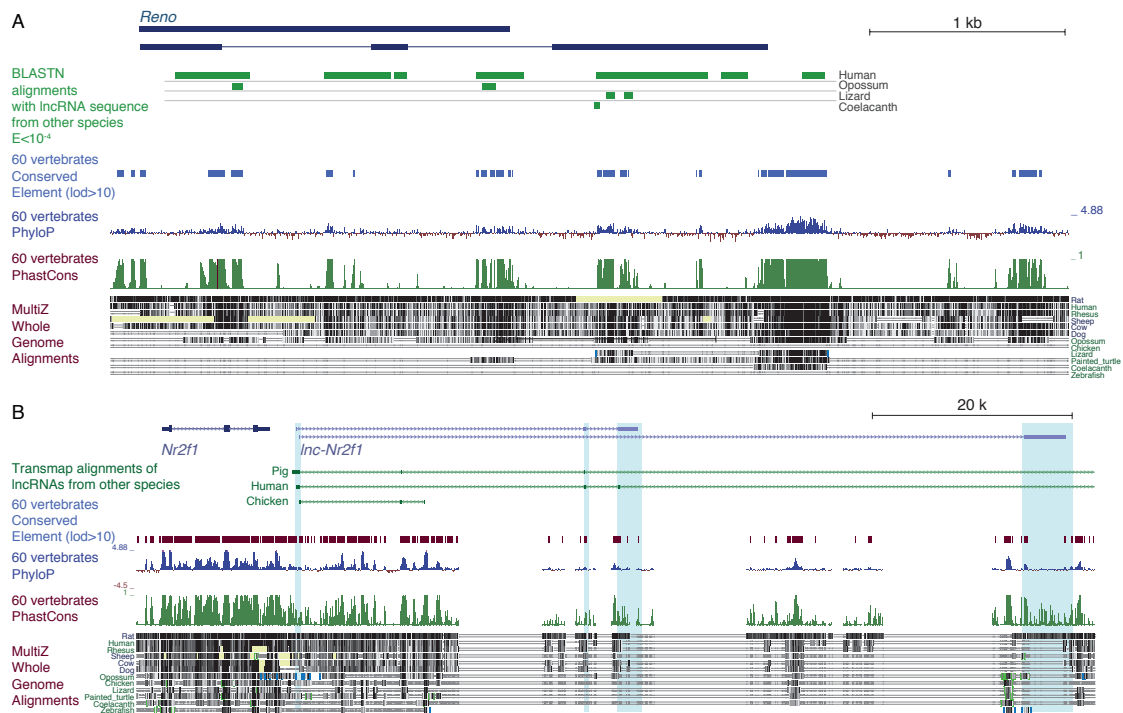 A
Reno
1 kb
BLASTN
alignments
with lncRNA sequence
from other species
E<10-4
Human
Opossum
Lizard
Coelacanth
60 vertebrates
Conserved
Element (lod>10)
60 vertebrates
PhyloP
4.88
60 vertebrates
PhastCons
1
MultiZ
Whole
Genome
Alignments
Rat
Human
Rhesus
Sheep
Cow
Dog
Opossum
Chicken
Lizard
Painted_turtle
Coelacanth
Zebrafish
B
20 k
Nr2f1
lnc-Nr2f1
Transmap alignments of
lncRNAs from other species
Pig
Human
Chicken
60 vertebrates
Conserved
Element (lod>10)
60 vertebrates
PhyloP
4.88
-4.5
60 vertebrates
PhastCons
1
MultiZ
Whole
Genome
Alignments
Rat
Human
Rhesus
Sheep
Cow
Dog
Opossum
Chicken
Lizard
Painted_turtle
Coelacanth
Zebrafish